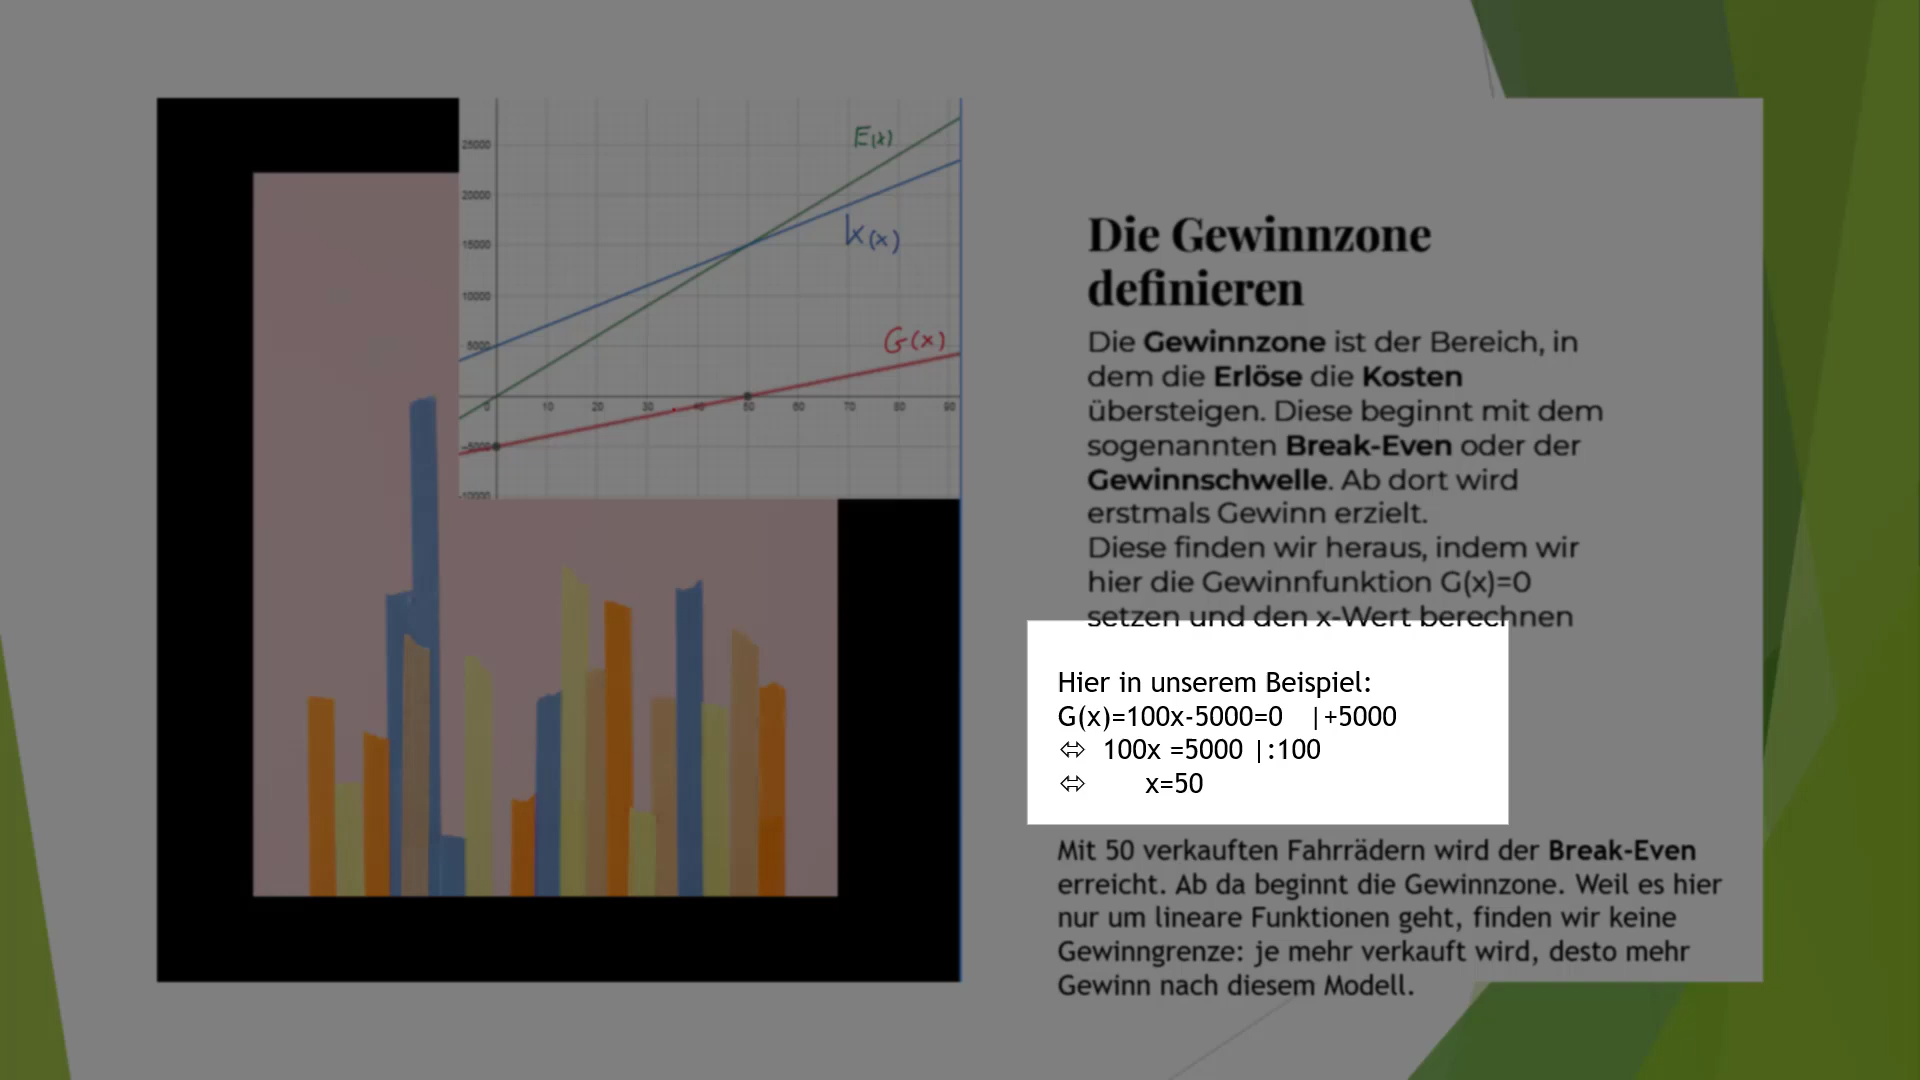 E(x)
K(x)
G(x)
25000
20000
15000
10000
5000
0 10 20 30 40 50 60 70 80 90
-5000
-10000
Die Gewinnzone
definieren
Die Gewinnzone ist der Bereich, in
dem die Erlöse die Kosten
übersteigen. Diese beginnt mit dem
sogenannten Break-Even oder der
Gewinnschwelle. Ab dort wird
erstmals Gewinn erzielt.
Diese finden wir heraus, indem wir
hier die Gewinnfunktion G(x)=0
setzen und den x-Wert berechnen
Hier in unserem Beispiel:
G(x)=100x-5000=0 |+5000
⬄ 100x =5000 |:100
⬄ x=50
Mit 50 verkauften Fahrrädern wird der Break-Even
erreicht. Ab da beginnt die Gewinnzone. Weil es hier
nur um lineare Funktionen geht, finden wir keine
Gewinngrenze: je mehr verkauft wird, desto mehr
Gewinn nach diesem Modell.